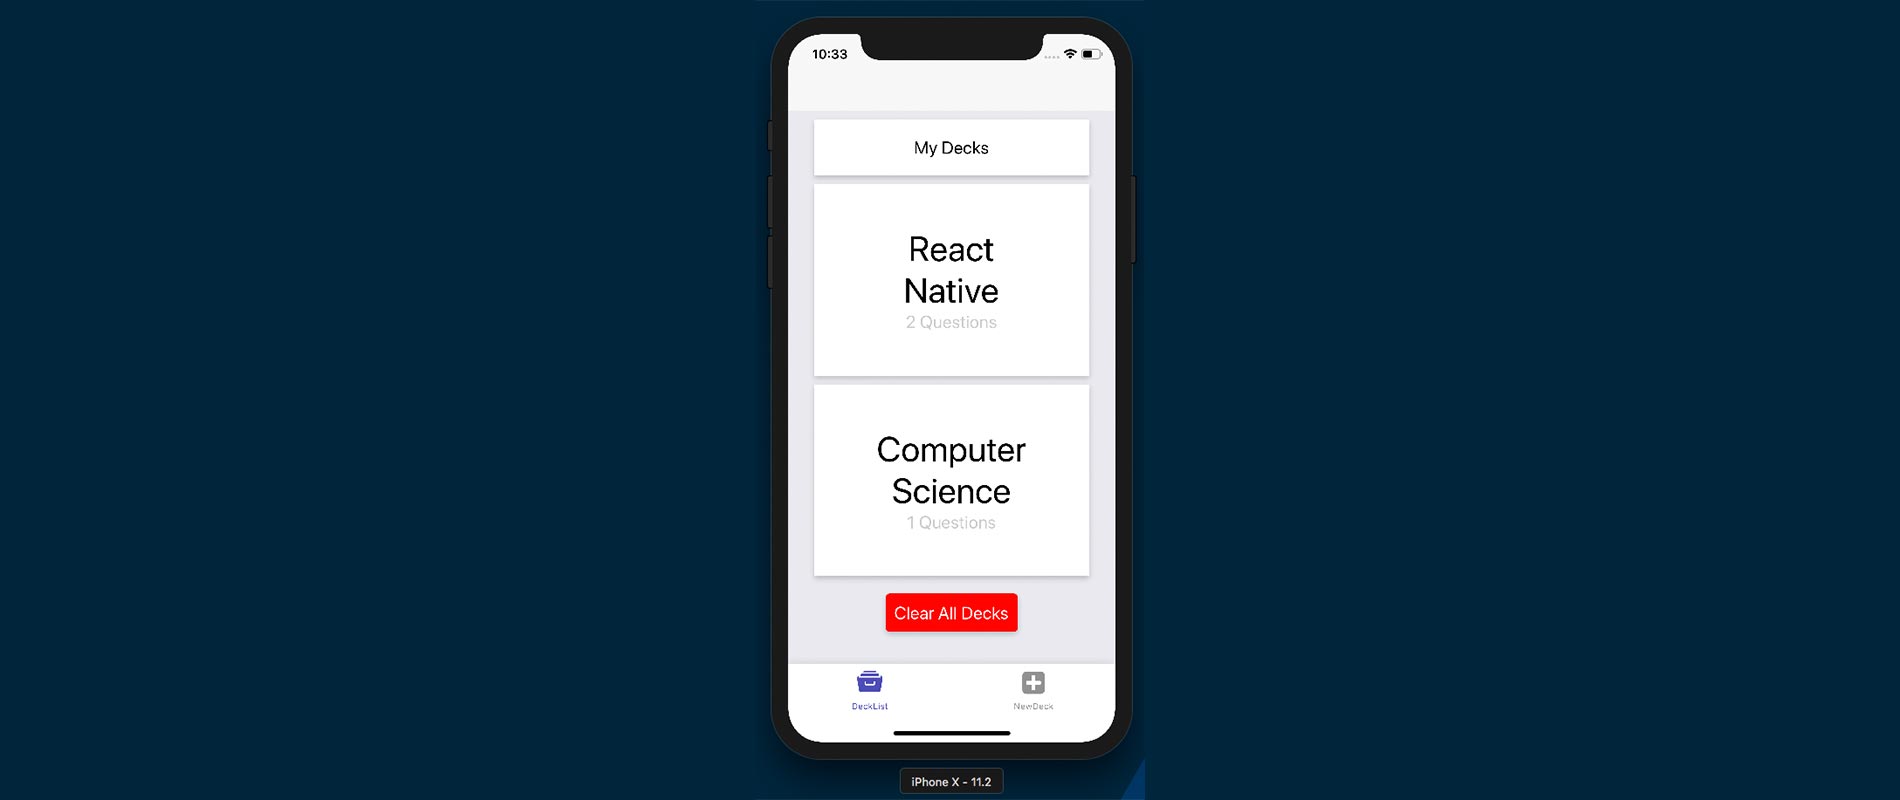 10:33
My Decks
React
Native
2 Questions
Computer
Science
1 Questions
Clear All Decks
DeckList
NewDeck
iPhone X - 11.2